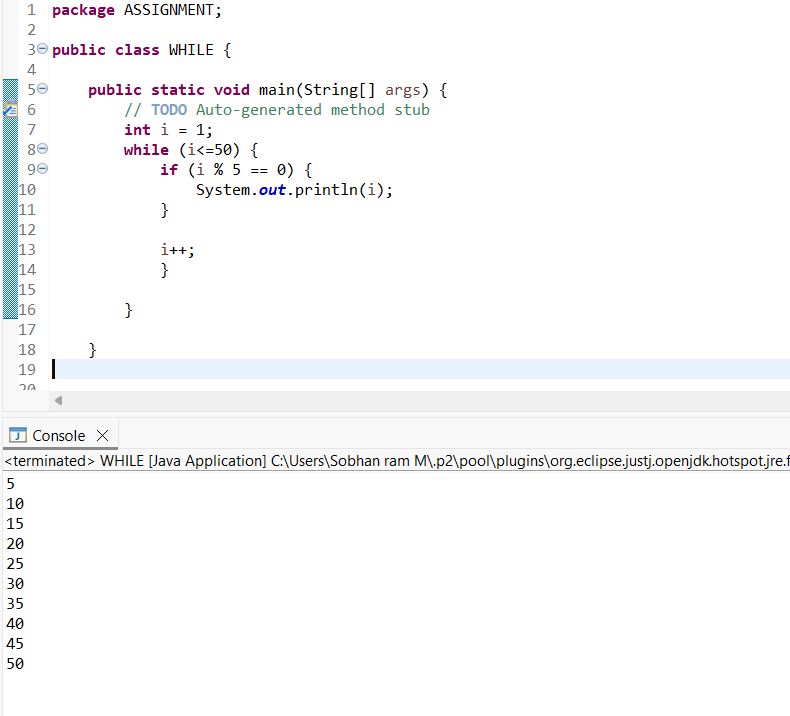 1 package ASSIGNMENT;
2
3 public class WHILE {
4
5     public static void main(String[] args) {
6         // TODO Auto-generated method stub
7         int i = 1;
8         while (i<=50) {
9             if (i % 5 == 0) {
10                 System.out.println(i);
11             }
12
13             i++;
14             }
15
16         }
17
18     }
19
20
Console
<terminated> WHILE [Java Application] C:\Users\Sobhan ram M\.p2\pool\plugins\org.eclipse.justj.openjdk.hotspot.jre.f
5
10
15
20
25
30
35
40
45
50